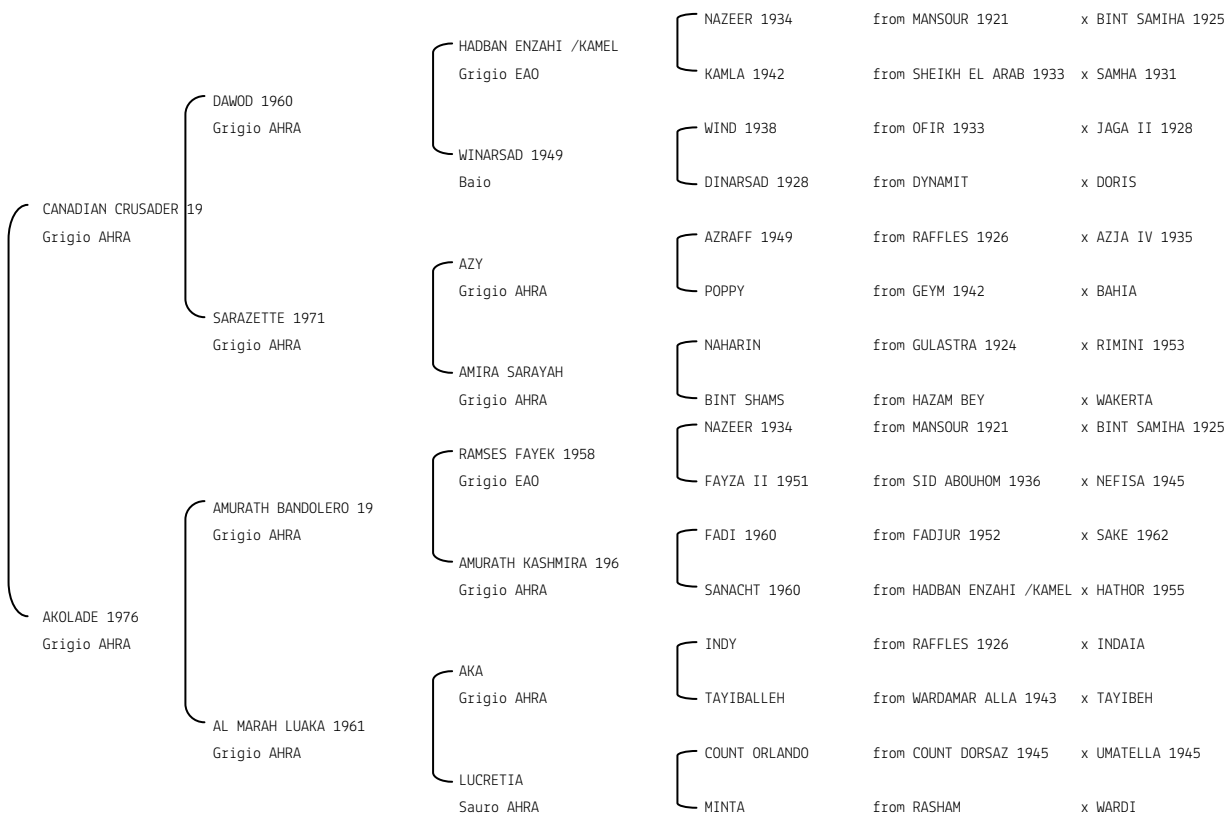 NAZEER 1934 from MANSOUR 1921 x BINT SAMIHA 1925
HADBAN ENZAHI /KAMEL
Grigio EAO KAMLA 1942 from SHEIKH EL ARAB 1933 x SAMHA 1931
DAWOD 1960
Grigio AHRA WIND 1938 from OFIR 1933 x JAGA II 1928
WINARSAD 1949
Baio DINARSAD 1928 from DYNAMIT x DORIS
CANADIAN CRUSADER 19
Grigio AHRA AZRAFF 1949 from RAFFLES 1926 x AZJA IV 1935
AZY
Grigio AHRA POPPY from GEYM 1942 x BAHIA
SARAZETTE 1971
Grigio AHRA NAHARIN from GULASTRA 1924 x RIMINI 1953
AMIRA SARAYAH
Grigio AHRA BINT SHAMS from HAZAM BEY x WAKERTA
NAZEER 1934 from MANSOUR 1921 x BINT SAMIHA 1925
RAMSES FAYEK 1958
Grigio EAO FAYZA II 1951 from SID ABOUHOM 1936 x NEFISA 1945
AMURATH BANDOLERO 19
Grigio AHRA FADI 1960 from FADJUR 1952 x SAKE 1962
AMURATH KASHMIRA 196
Grigio AHRA SANACHT 1960 from HADBAN ENZAHI /KAMEL x HATHOR 1955
AKOLADE 1976
Grigio AHRA INDY from RAFFLES 1926 x INDAIA
AKA
Grigio AHRA TAYIBALLEH from WARDAMAR ALLA 1943 x TAYIBEH
AL MARAH LUAKA 1961
Grigio AHRA COUNT ORLANDO from COUNT DORSAZ 1945 x UMATELLA 1945
LUCRETIA
Sauro AHRA MINTA from RASHAM x WARDI